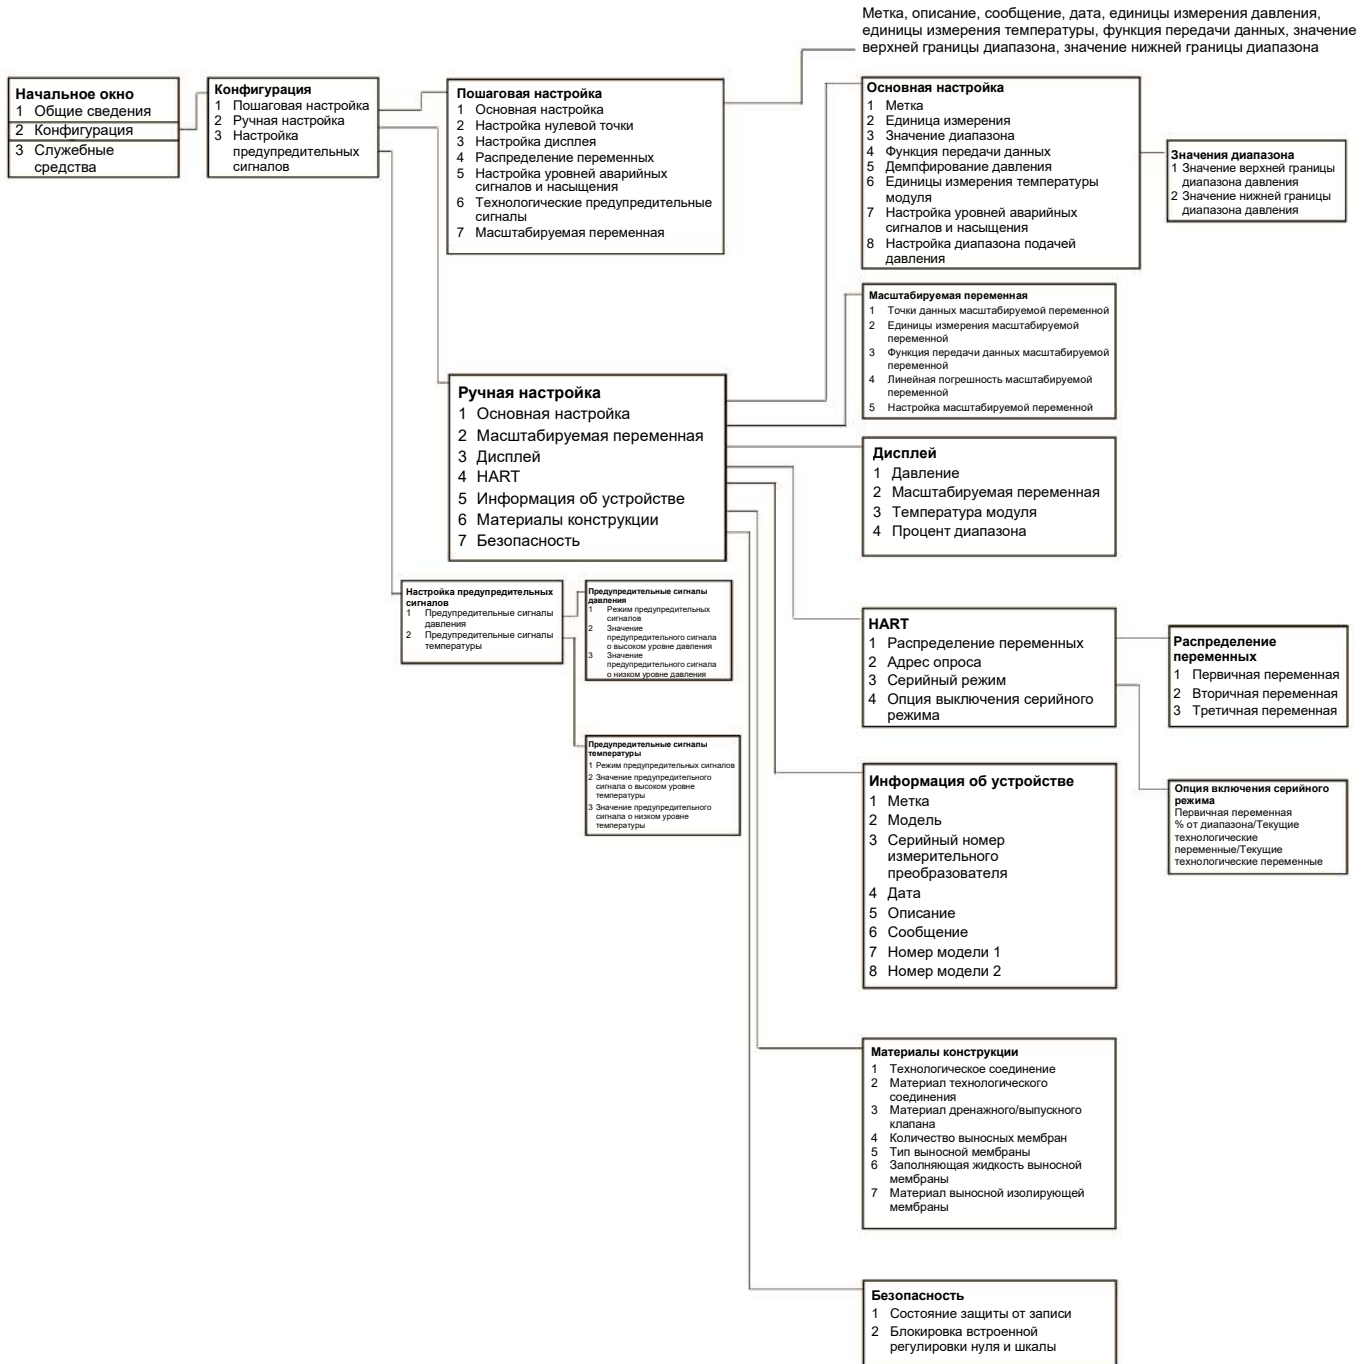 Метка, описание, сообщение, дата, единицы измерения давления,
единицы измерения температуры, функция передачи данных, значение
верхней границы диапазона, значение нижней границы диапазона
Начальное окно
1 Общие сведения
2 Конфигурация
3 Служебные
средства
Конфигурация
1 Пошаговая настройка
2 Ручная настройка
3 Настройка
предупредительных
сигналов
Пошаговая настройка
1 Основная настройка
2 Настройка нулевой точки
3 Настройка дисплея
4 Распределение переменных
5 Настройка уровней аварийных
сигналов и насыщения
6 Технологические предупредительные
сигналы
7 Масштабируемая переменная
Основная настройка
1 Метка
2 Единица измерения
3 Значение диапазона
4 Функция передачи данных
5 Демпфирование давления
6 Единицы измерения температуры
модуля
7 Настройка уровней аварийных
сигналов и насыщения
8 Настройка диапазона подачей
давления
Значения диапазона
1 Значение верхней границы
диапазона давления
2 Значение нижней границы
диапазона давления
Масштабируемая переменная
1 Точки данных масштабируемой переменной
2 Единицы измерения масштабируемой
переменной
3 Функция передачи данных масштабируемой
переменной
4 Линейная погрешность масштабируемой
переменной
5 Настройка масштабируемой переменной
Ручная настройка
1 Основная настройка
2 Масштабируемая переменная
3 Дисплей
4 HART
5 Информация об устройстве
6 Материалы конструкции
7 Безопасность
Дисплей
1 Давление
2 Масштабируемая переменная
3 Температура модуля
4 Процент диапазона
Настройка предупредительных
сигналов
1 Предупредительные сигналы
давления
2 Предупредительные сигналы
температуры
Предупредительные сигналы
давления
1 Режим предупредительных
сигналов
2 Значение
предупредительного сигнала
о высоком уровне давления
3 Значение
предупредительного сигнала
о низком уровне давления
HART
1 Распределение переменных
2 Адрес опроса
3 Серийный режим
4 Опция выключения серийного
режима
Распределение
переменных
1 Первичная переменная
2 Вторичная переменная
3 Третичная переменная
Предупредительные сигналы
температуры
1 Режим предупредительных сигналов
2 Значение предупредительного
сигнала о высоком уровне
температуры
3 Значение предупредительного
сигнала о низком уровне
температуры
Информация об устройстве
1 Метка
2 Модель
3 Серийный номер
измерительного
преобразователя
4 Дата
5 Описание
6 Сообщение
7 Номер модели 1
8 Номер модели 2
Опция включения серийного
режима
Первичная переменная
% от диапазона/Текущие
технологические
переменные/Текущие
технологические переменные
Материалы конструкции
1 Технологическое соединение
2 Материал технологического
соединения
3 Материал дренажного/выпускного
клапана
4 Количество выносных мембран
5 Тип выносной мембраны
6 Заполняющая жидкость выносной
мембраны
7 Материал выносной изолирующей
мембраны
Безопасность
1 Состояние защиты от записи
2 Блокировка встроенной
регулировки нуля и шкалы